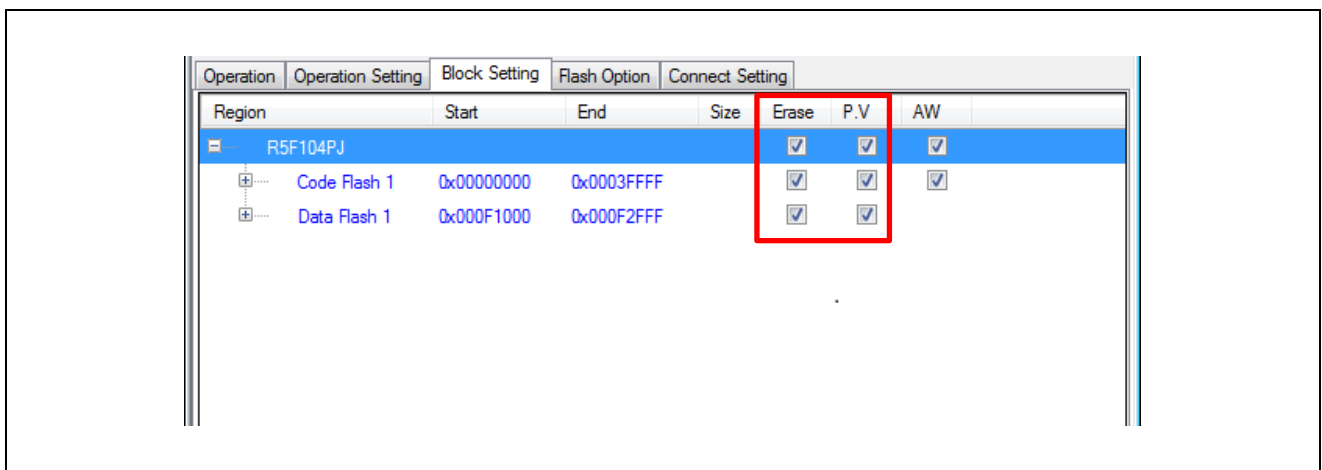 Operation Operation Setting Block Setting Flash Option Connect Setting
Region Start End Size Erase P.V AW
R5F104PJ
Code Flash 1 0x00000000 0x0003FFFF
Data Flash 1 0x000F1000 0x000F2FFF